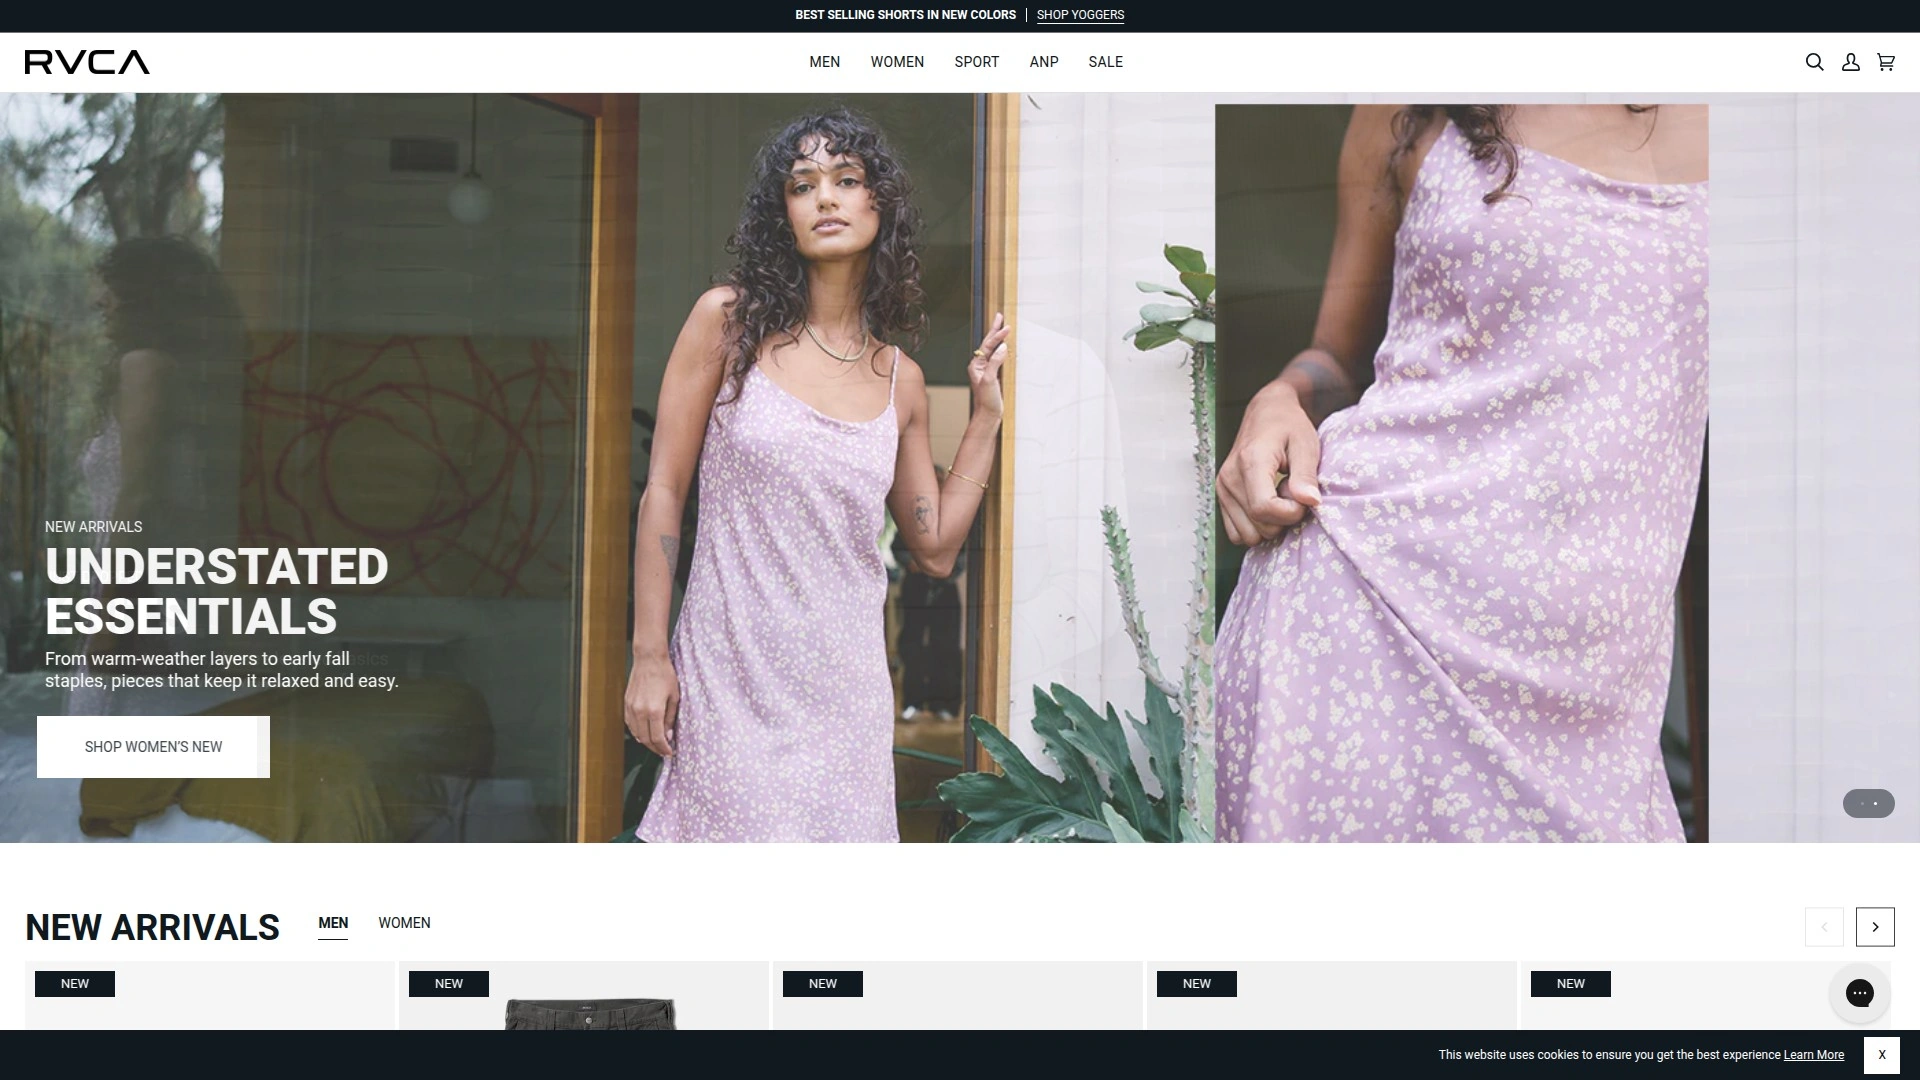 BEST SELLING SHORTS IN NEW COLORS | SHOP YOGGERS
RVCA
MEN WOMEN SPORT ANP SALE
NEW ARRIVALS
UNDERSTATED
ESSENTIALS
From warm-weather layers to early fall
staples, pieces that keep it relaxed and easy.
SHOP WOMEN'S NEW
NEW ARRIVALS MEN WOMEN
NEW NEW NEW NEW NEW
This website uses cookies to ensure you get the best experience Learn More X